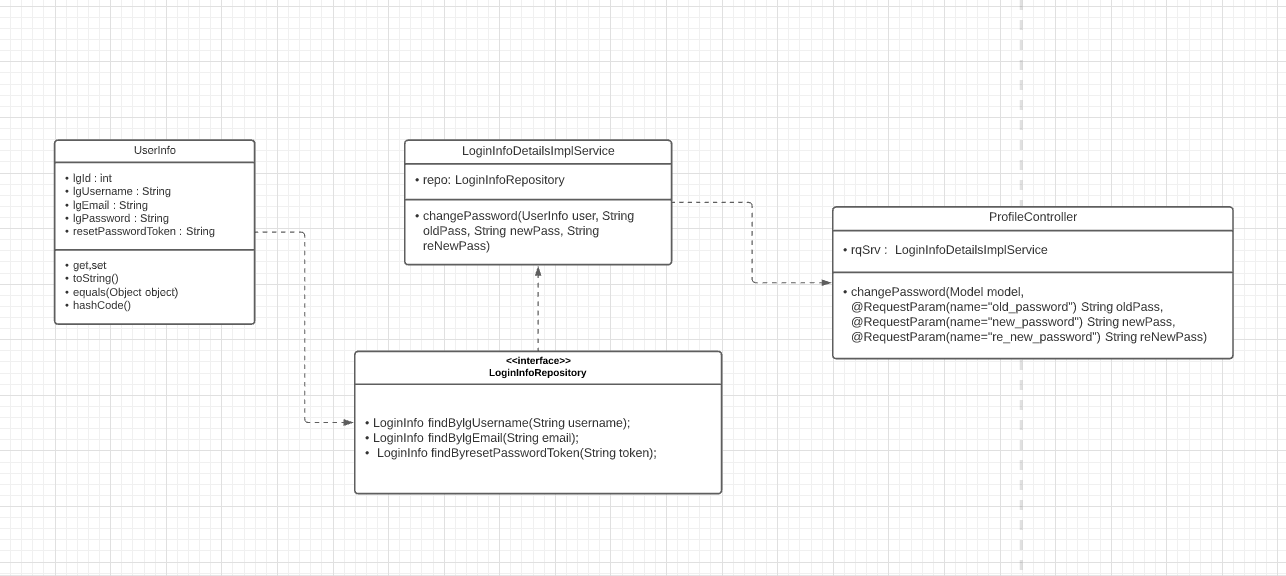 UserInfo
• lgId : int
• lgUsername : String
• lgEmail : String
• lgPassword : String
• resetPasswordToken : String
• get,set
• toString()
• equals(Object object)
• hashCode()
LoginInfoDetailsImplService
• repo: LoginInfoRepository
• changePassword(UserInfo user, String
oldPass, String newPass, String
reNewPass)
<<interface>>
LoginInfoRepository
• LoginInfo findBylgUsername(String username);
• LoginInfo findBylgEmail(String email);
• LoginInfo findByresetPasswordToken(String token);
ProfileController
• rqSrv : LoginInfoDetailsImplService
• changePassword(Model model,
@RequestParam(name="old_password") String oldPass,
@RequestParam(name="new_password") String newPass,
@RequestParam(name="re_new_password") String reNewPass)